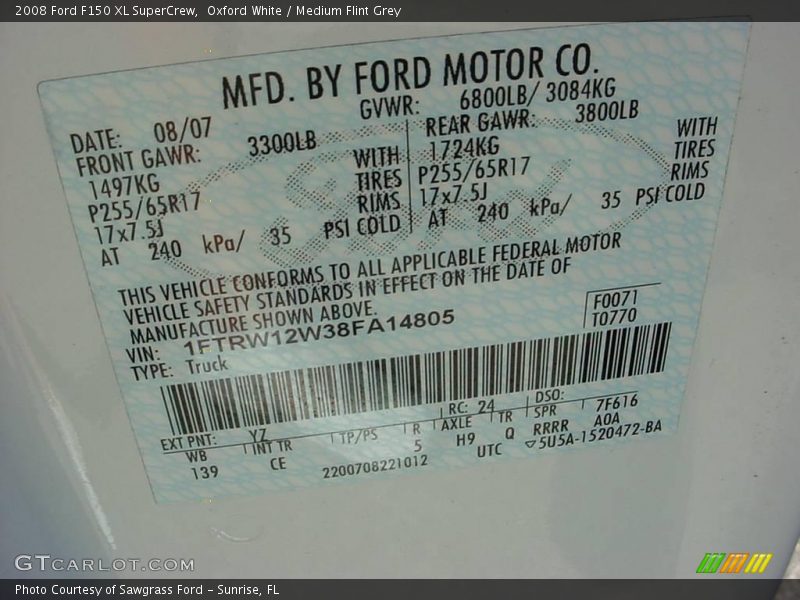 2008 Ford F150 XL SuperCrew,  Oxford White / Medium Flint Grey
MFD. BY FORD MOTOR CO.
DATE: 08/07 GVWR: 6800LB/ 3084KG
FRONT GAWR: 3300LB REAR GAWR: 3800LB
1497KG WITH 1724KG WITH
P255/65R17 TIRES P255/65R17 TIRES
17x7.5J RIMS 17x7.5J RIMS
AT 240 kPa/ 35 PSI COLD AT 240 kPa/ 35 PSI COLD
THIS VEHICLE CONFORMS TO ALL APPLICABLE FEDERAL MOTOR
VEHICLE SAFETY STANDARDS IN EFFECT ON THE DATE OF
MANUFACTURE SHOWN ABOVE.
VIN: 1FTRW12W38FA14805 F0071
TYPE: Truck T0770
EXT PNT: YZ RC: 24 DSO: 7F616
WB INT TR TP/PS R AXLE TR SPR A0A
139 CE 5 H9 Q RRRR
2200708221012 UTC ▽5U5A-1520472-BA
GTCARLOT.COM
Photo Courtesy of Sawgrass Ford - Sunrise, FL